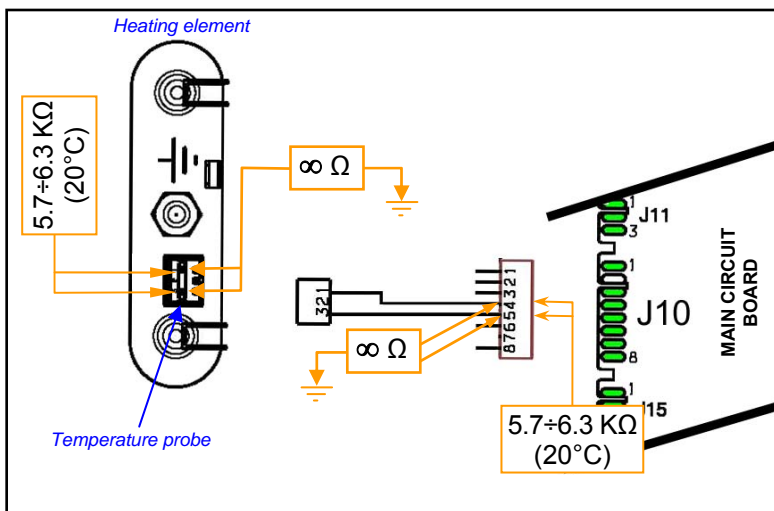 Heating element
5.7÷6.3 KΩ
(20°C)
∞ Ω
1
J11
3
1
J10
8
1
J15
MAIN CIRCUIT
BOARD
321
87654321
∞ Ω
5.7÷6.3 KΩ
(20°C)
Temperature probe